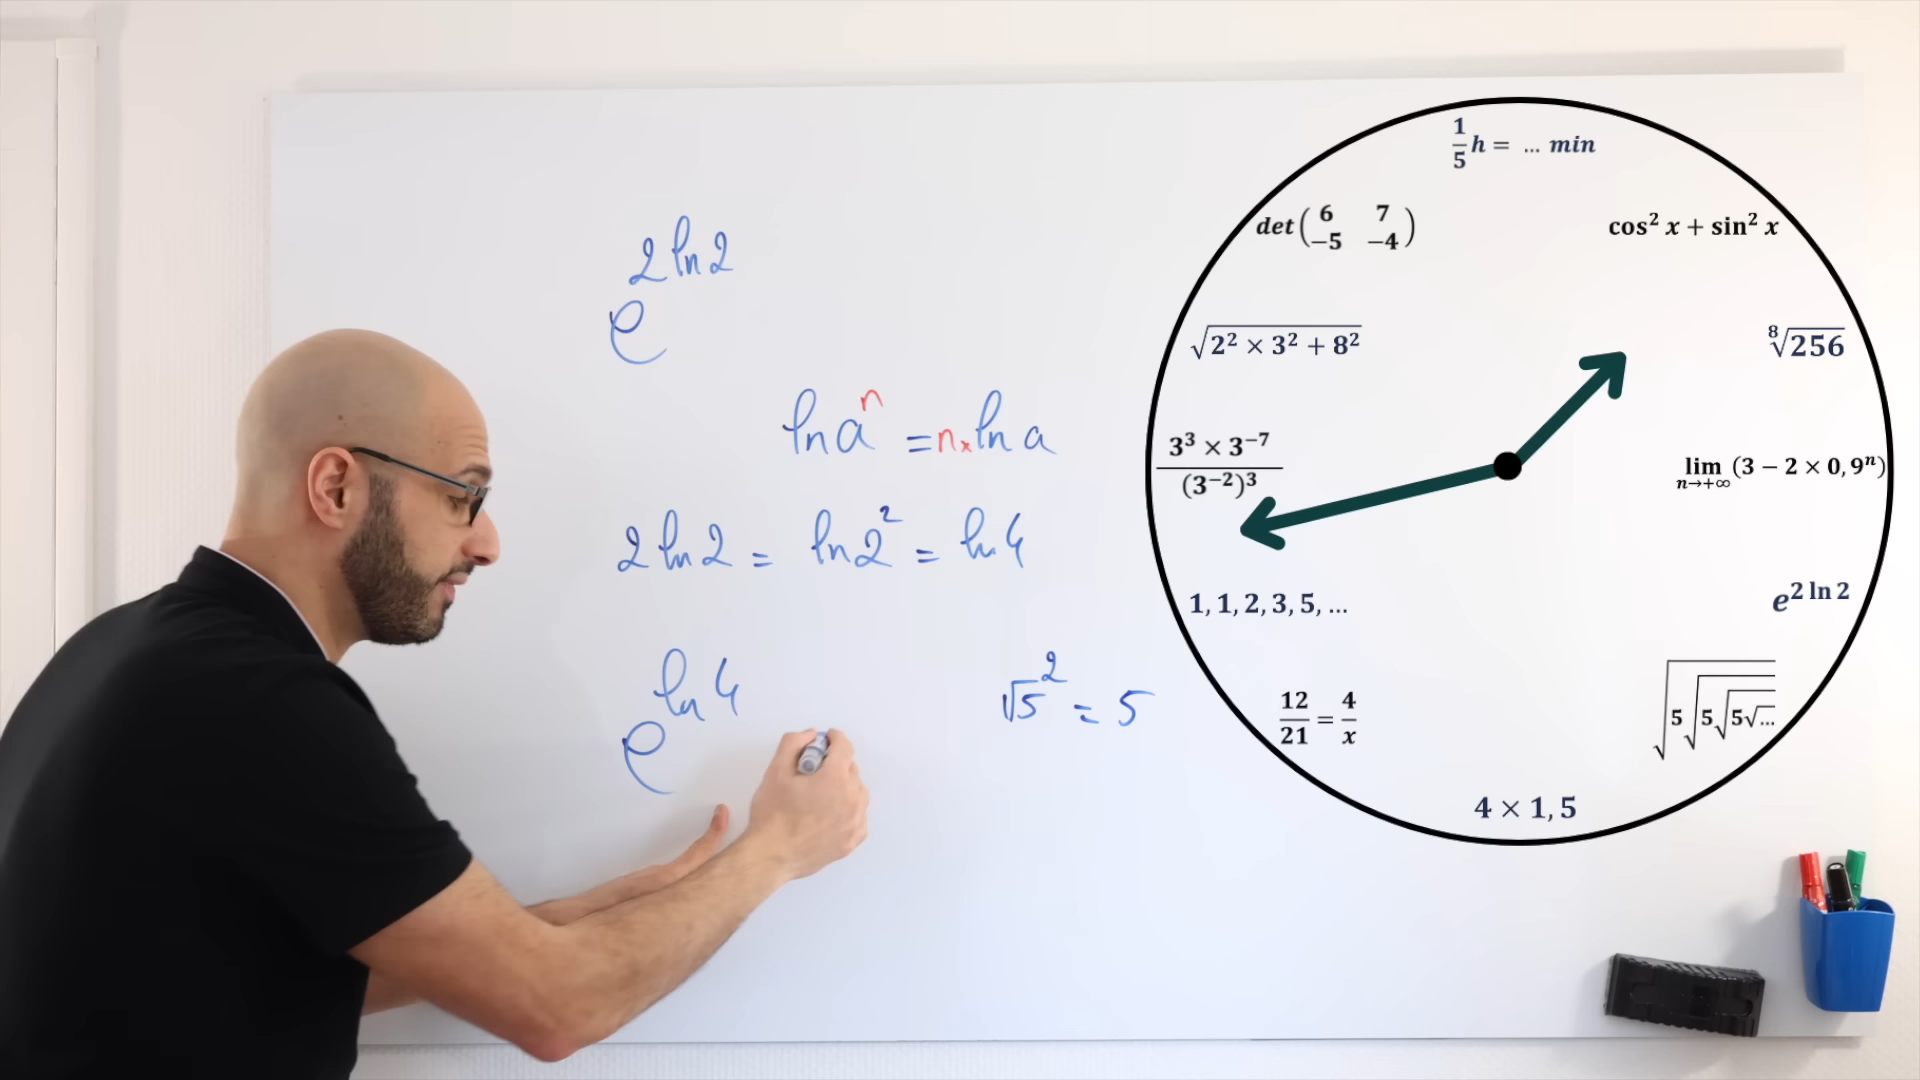 e^{2 ln 2}
ln a^n = n × ln a
2 ln 2 = ln 2^2 = ln 4
e^{ln 4}
√5^2 = 5
1/5 h = ... min
cos² x + sin² x
⁸√256
lim_{n→+∞} (3 − 2 × 0,9ⁿ)
e^{2 ln 2}
√(5√(5√(5√...)))
4 × 1,5
12/21 = 4/x
1, 1, 2, 3, 5, ...
(3³ × 3⁻⁷)/(3⁻²)³
√(2² × 3² + 8²)
det(6 7
−5 −4)